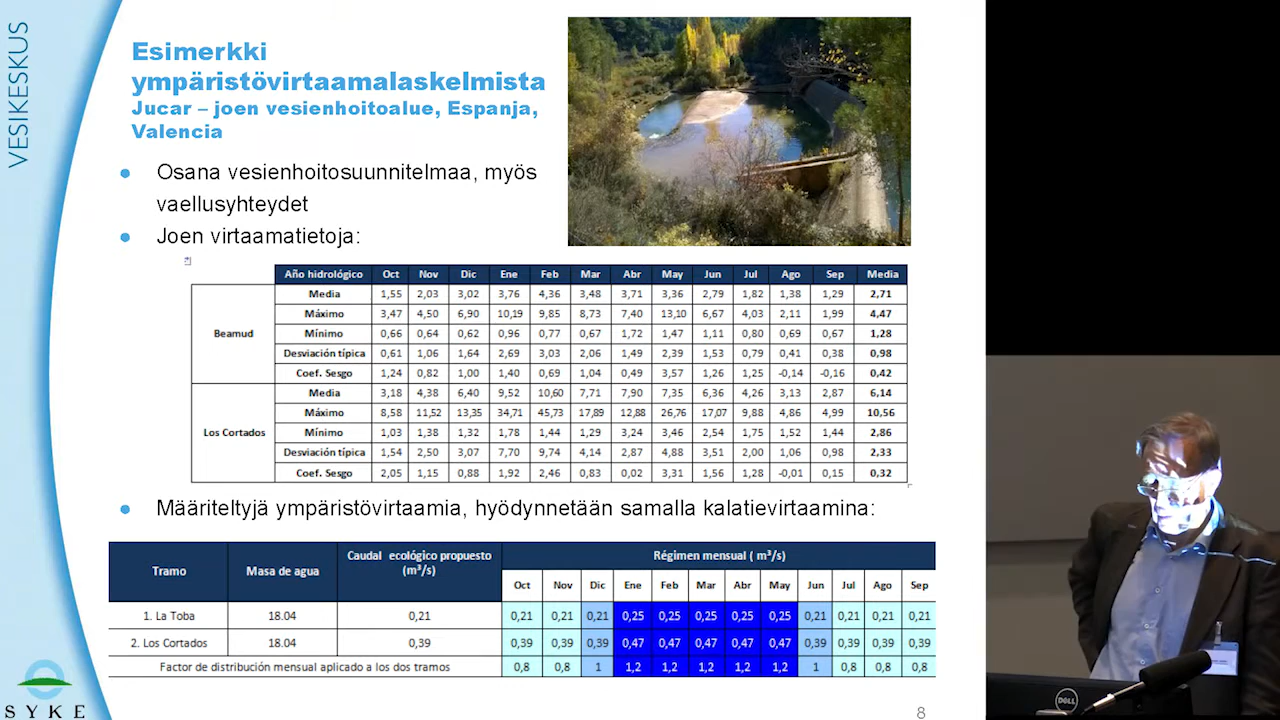 VESIKESKUS
Esimerkki
ympäristövirtaamalaskelmista
Jucar – joen vesienhoitoalue, Espanja,
Valencia
• Osana vesienhoitosuunnitelmaa, myös
vaellusyhteydet
• Joen virtaamatietoja:
Año hidrológico Oct Nov Dic Ene Feb Mar Abr May Jun Jul Ago Sep Media
Beamud
Media 1,55 2,03 3,02 3,76 4,36 3,48 3,71 3,36 2,79 1,82 1,38 1,29 2,71
Máximo 3,47 4,50 6,90 10,19 9,85 8,73 7,40 13,10 6,67 4,03 2,11 1,99 4,47
Mínimo 0,66 0,64 0,62 0,96 0,77 0,67 1,72 1,47 1,11 0,80 0,69 0,67 1,28
Desviación típica 0,61 1,06 1,64 2,69 3,03 2,06 1,49 2,39 1,53 0,79 0,41 0,38 0,98
Coef. Sesgo 1,24 0,82 1,00 1,40 0,69 1,04 0,49 3,57 1,26 1,25 -0,14 -0,16 0,42
Los Cortados
Media 3,18 4,38 6,40 9,52 10,60 7,71 7,90 7,35 6,36 4,26 3,13 2,87 6,14
Máximo 8,58 11,52 13,35 34,71 45,73 17,89 12,88 26,76 17,07 9,88 4,86 4,99 10,56
Mínimo 1,03 1,38 1,32 1,78 1,44 1,29 3,24 3,46 2,54 1,75 1,52 1,44 2,86
Desviación típica 1,54 2,50 3,07 7,70 9,74 4,14 2,87 4,88 3,51 2,00 1,06 0,98 2,33
Coef. Sesgo 2,05 1,15 0,88 1,92 2,46 0,83 0,02 3,31 1,56 1,28 -0,01 0,15 0,32
• Määriteltyjä ympäristövirtaamia, hyödynnetään samalla kalatievirtaamina:
Tramo Masa de agua Caudal ecológico propuesto
(m³/s)
Régimen mensual ( m³/s)
Oct Nov Dic Ene Feb Mar Abr May Jun Jul Ago Sep
1. La Toba 18.04 0,21 0,21 0,21 0,21 0,25 0,25 0,25 0,25 0,25 0,21 0,21 0,21 0,21
2. Los Cortados 18.04 0,39 0,39 0,39 0,39 0,47 0,47 0,47 0,47 0,47 0,39 0,39 0,39 0,39
Factor de distribución mensual aplicado a los dos tramos 0,8 0,8 1 1,2 1,2 1,2 1,2 1,2 1 0,8 0,8 0,8
SYKE
8
DELL